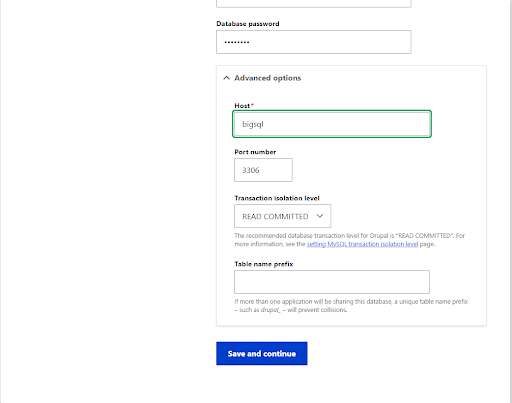 Database password
••••••••
Advanced options
Host*
bigsql
Port number
3306
Transaction isolation level
READ COMMITTED
The recommended database transaction level for Drupal is "READ COMMITTED". For
more information, see the setting MySQL transaction isolation level page.
Table name prefix
If more than one application will be sharing this database, a unique table name prefix
– such as drupal_ – will prevent collisions.
Save and continue